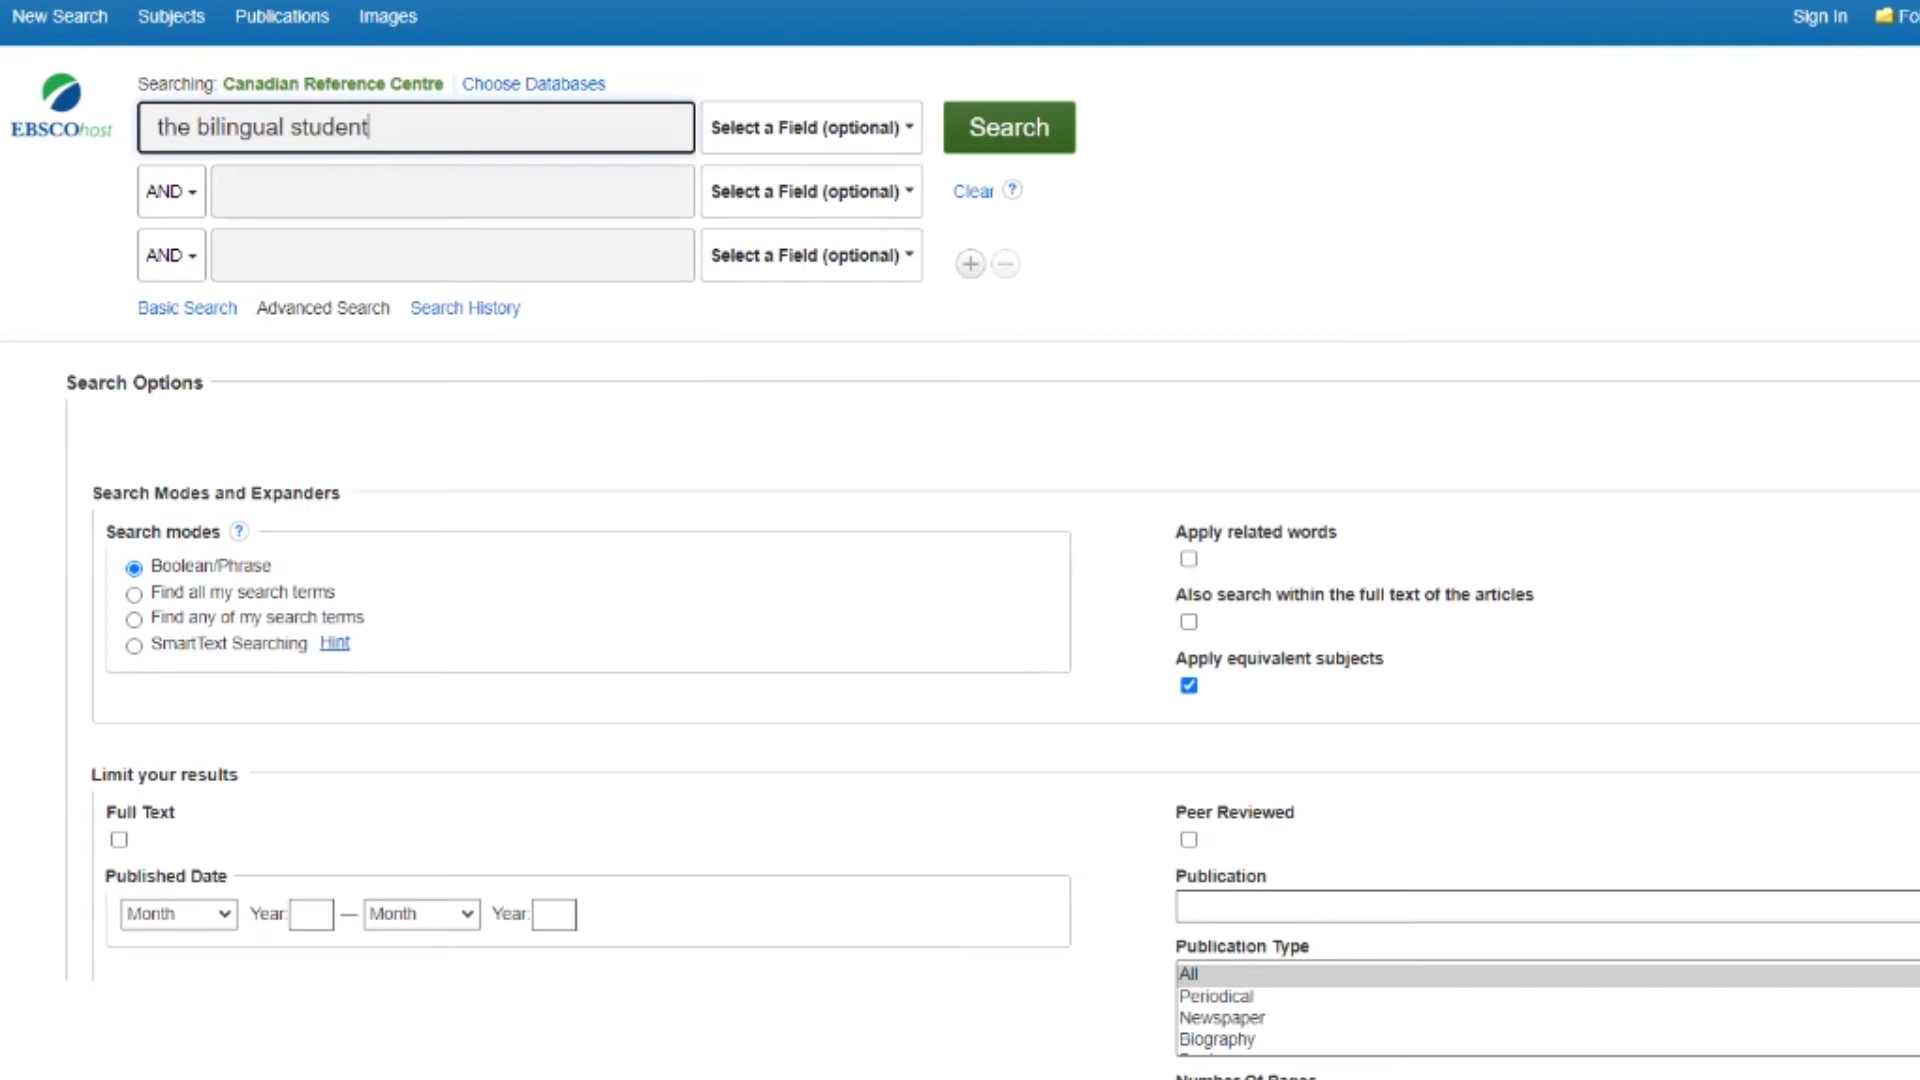 New Search Subjects Publications Images Sign In
Searching: Canadian Reference Centre Choose Databases
EBSCOhost
the bilingual student Select a Field (optional) Search
AND Select a Field (optional) Clear ?
AND Select a Field (optional)
Basic Search Advanced Search Search History
Search Options
Search Modes and Expanders
Search modes ?
Boolean/Phrase
Find all my search terms
Find any of my search terms
SmartText Searching Hint
Apply related words
Also search within the full text of the articles
Apply equivalent subjects
Limit your results
Full Text
Published Date
Month Year: — Month Year:
Peer Reviewed
Publication
Publication Type
All
Periodical
Newspaper
Biography
Number Of Pages